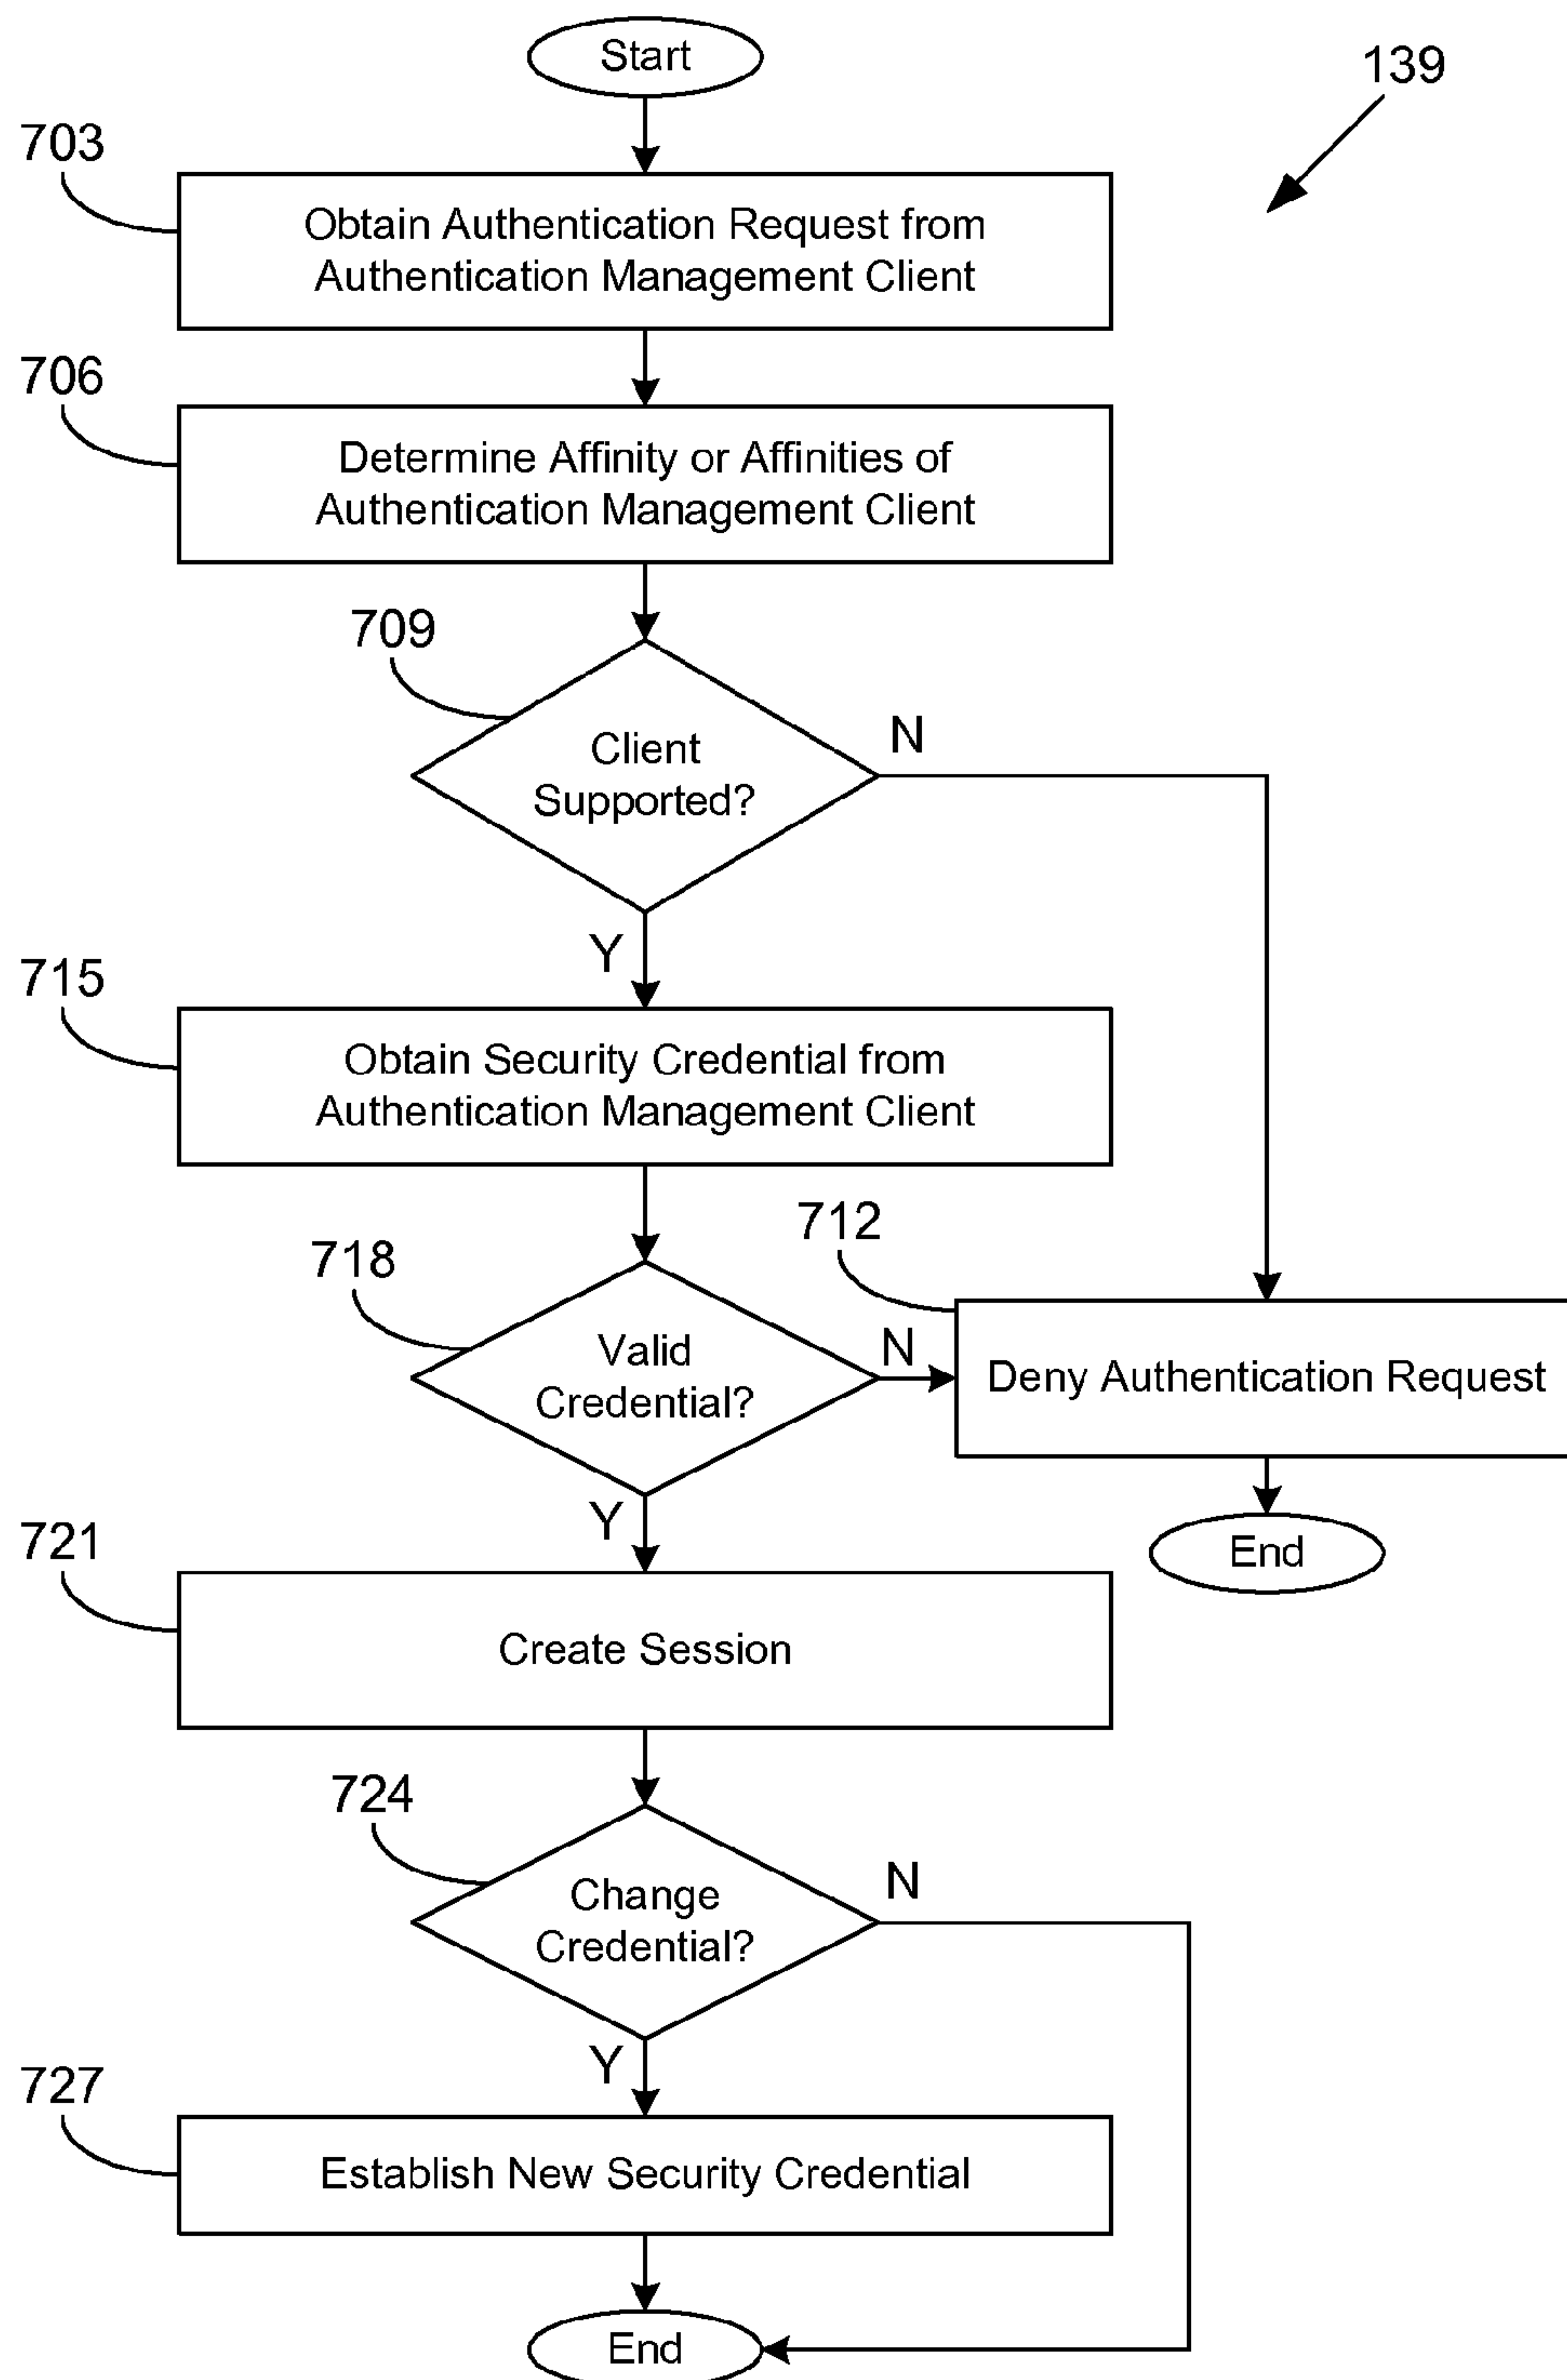 Start
139
703
Obtain Authentication Request from
Authentication Management Client
706
Determine Affinity or Affinities of
Authentication Management Client
709
Client
Supported?
N
Y
715
Obtain Security Credential from
Authentication Management Client
712
718
Valid
Credential?
N
Deny Authentication Request
Y
End
721
Create Session
724
Change
Credential?
N
Y
727
Establish New Security Credential
End